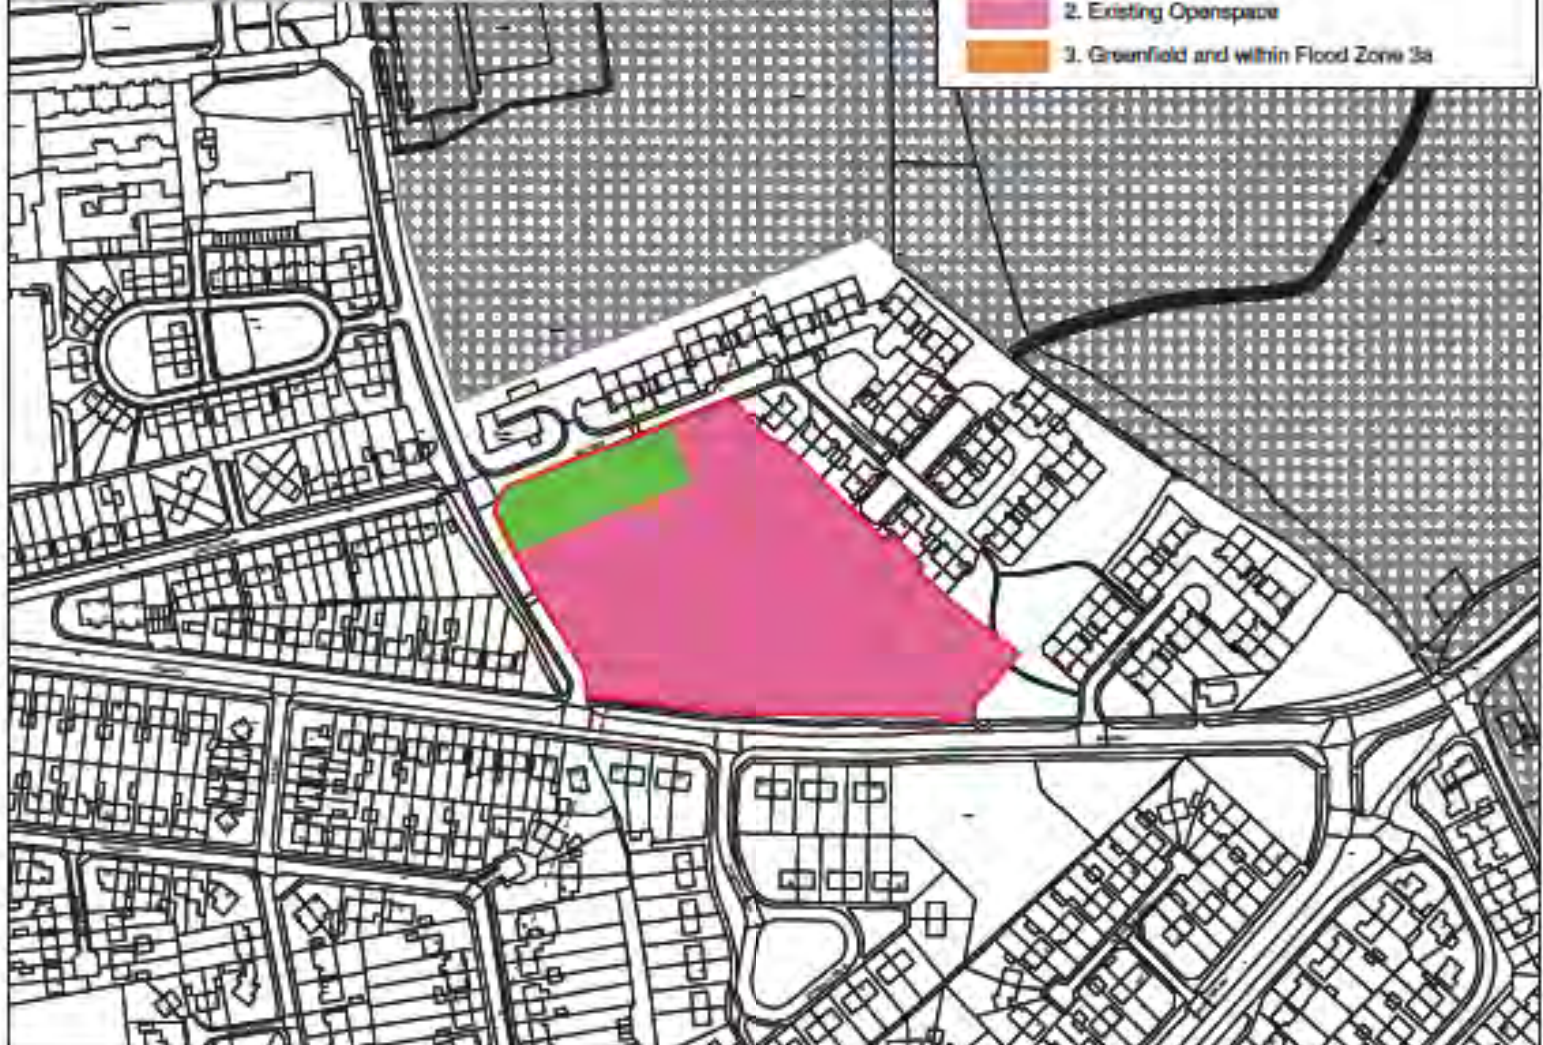 2. Existing Openspace
3. Greenfield and within Flood Zone 3a